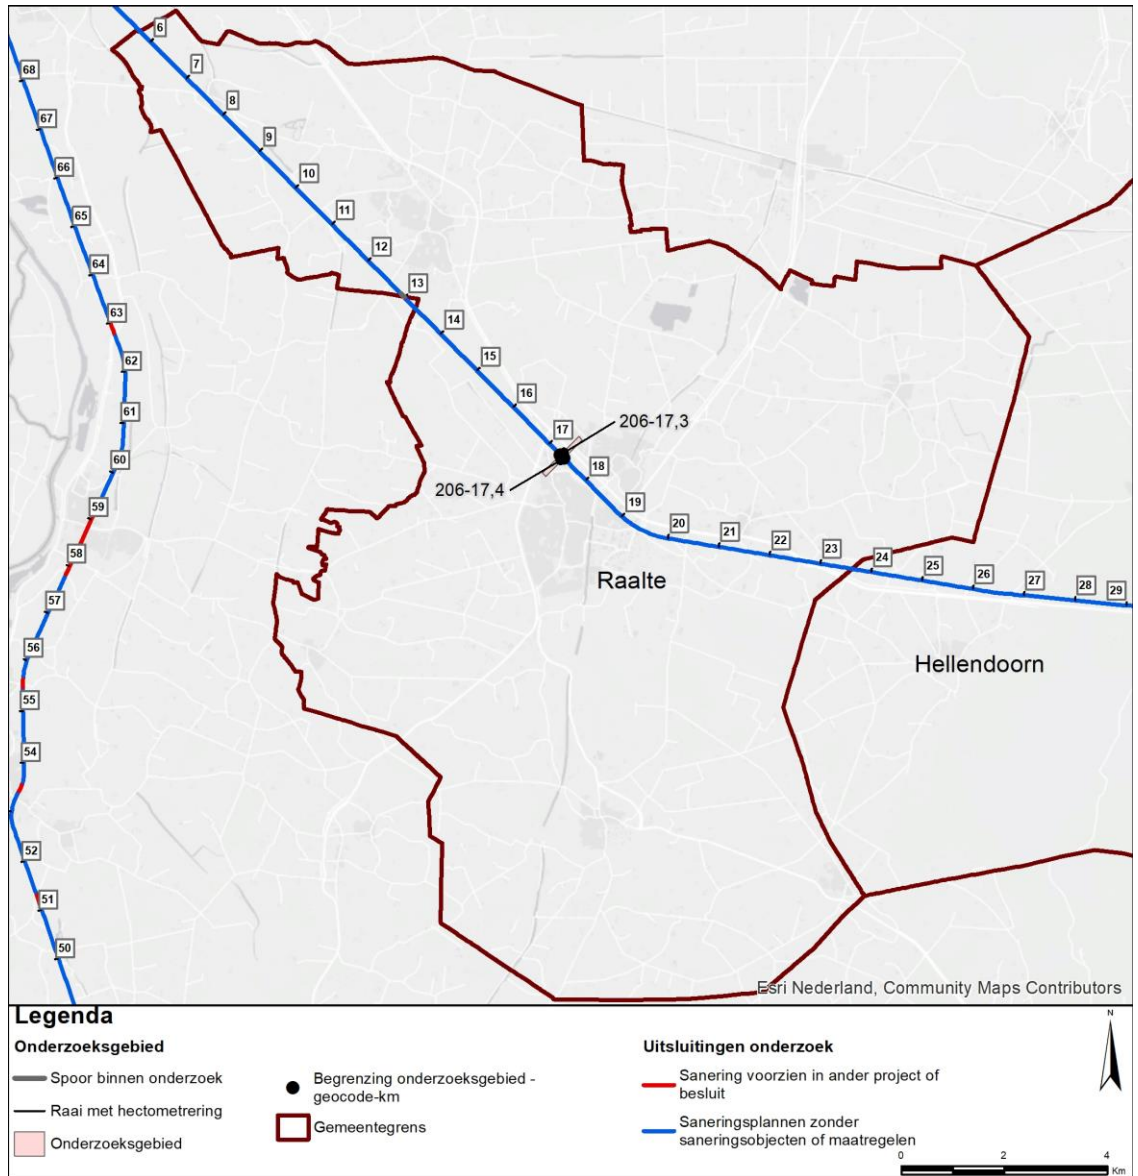 6
7
8
9
10
11
12
13
14
15
16
17
18
19
20
21
22
23
24
25
26
27
28
29
68
67
66
65
64
63
62
61
60
59
58
57
56
55
54
52
51
50
206-17,3
206-17,4
Raalte
Hellendoorn
Esri Nederland, Community Maps Contributors
Legenda
Onderzoeksgebied
Spoor binnen onderzoek
Raai met hectometrering
Onderzoeksgebied
Begrenzing onderzoeksgebied -
geocode-km
Gemeentegrens
Uitsluitingen onderzoek
Sanering voorzien in ander project of
besluit
Saneringsplannen zonder
saneringsobjecten of maatregelen
N
0 2 4
Km